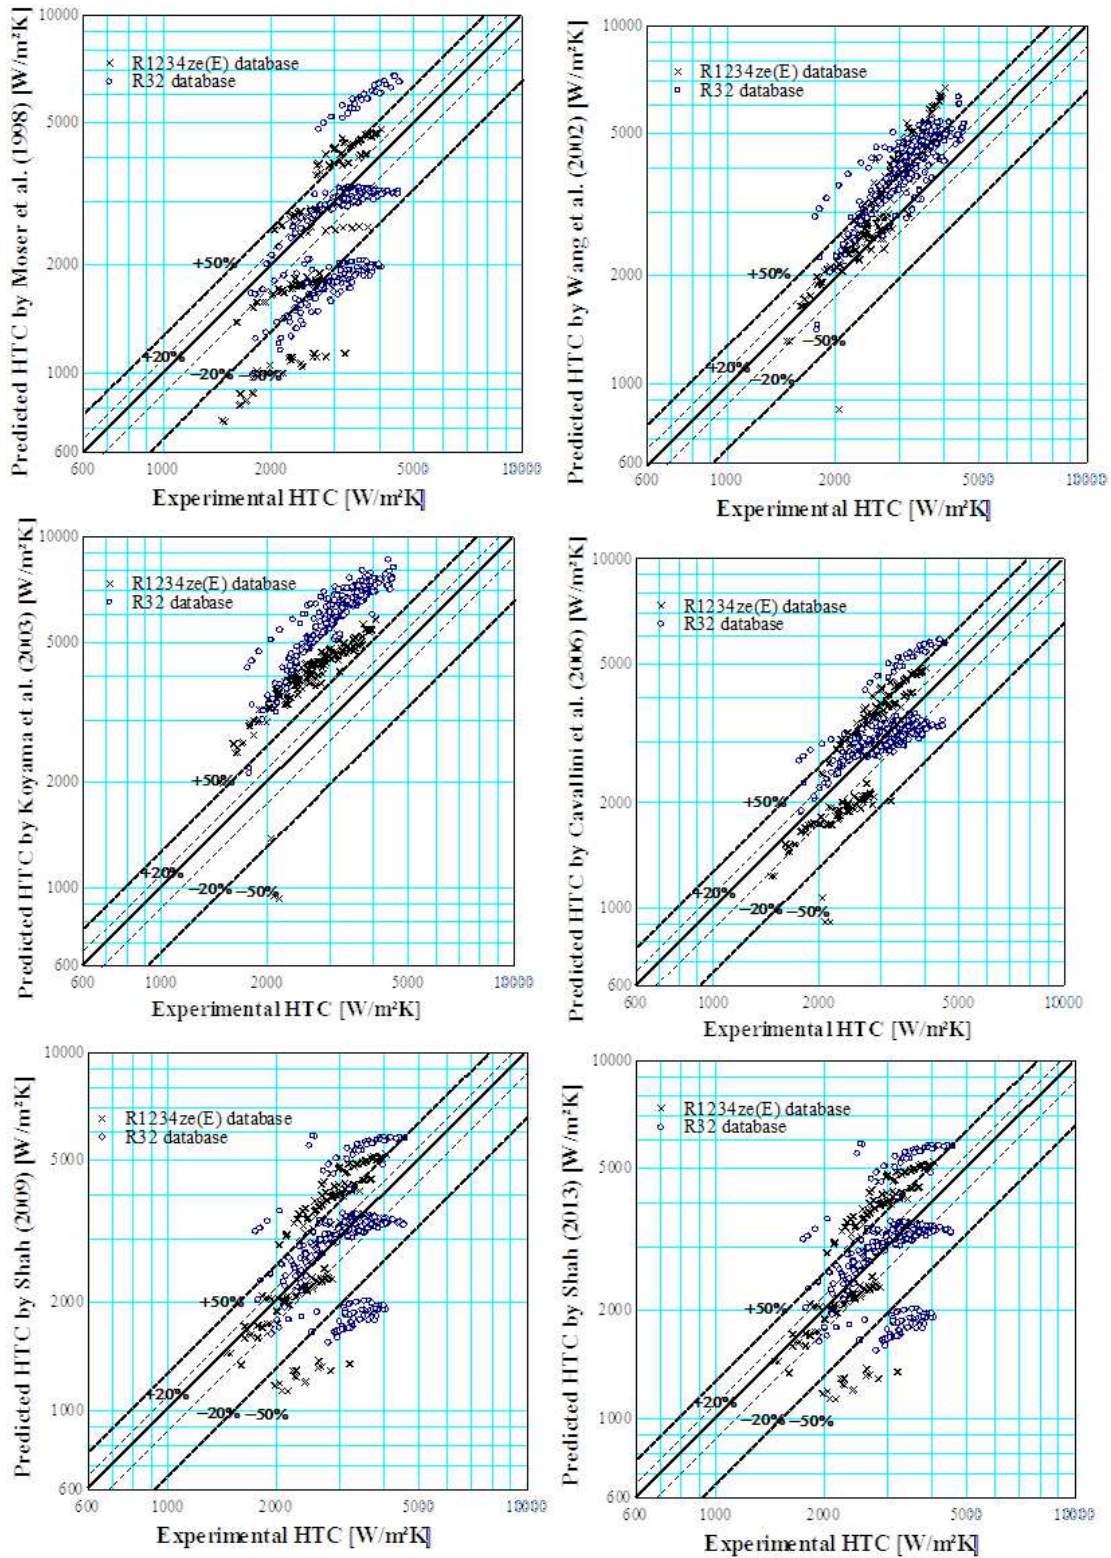 10000
5000
2000
1000
600
Predicted HTC by Moser et al. (1998) [W/m²K]
× R1234ze(E) database
○ R32 database
+50%
+20%
−20% −50%
600 1000 2000 5000 10000
Experimental HTC [W/m²K]
10000
5000
2000
1000
600
Predicted HTC by Wang et al. (2002) [W/m²K]
× R1234ze(E) database
R32 database
+50%
−50%
+20%
−20%
600 1000 2000 5000 10000
Experimental HTC [W/m²K]
10000
5000
2000
1000
600
Predicted HTC by Koyama et al. (2003) [W/m²K]
× R1234ze(E) database
R32 database
+50%
+20%
−20% −50%
600 1000 2000 5000 10000
Experimental HTC [W/m²K]
10000
5000
2000
1000
600
Predicted HTC by Cavallini et al. (2006) [W/m²K]
× R1234ze(E) database
○ R32 database
+50%
+20%
−20% −50%
600 1000 2000 5000 10000
Experimental HTC [W/m²K]
10000
5000
2000
1000
600
Predicted HTC by Shah (2009) [W/m²K]
× R1234ze(E) database
○ R32 database
+50%
+20%
−20% −50%
600 1000 2000 5000 10000
Experimental HTC [W/m²K]
10000
5000
2000
1000
600
Predicted HTC by Shah (2013) [W/m²K]
× R1234ze(E) database
○ R32 database
+50%
+20%
−20% −50%
600 1000 2000 5000 10000
Experimental HTC [W/m²K]